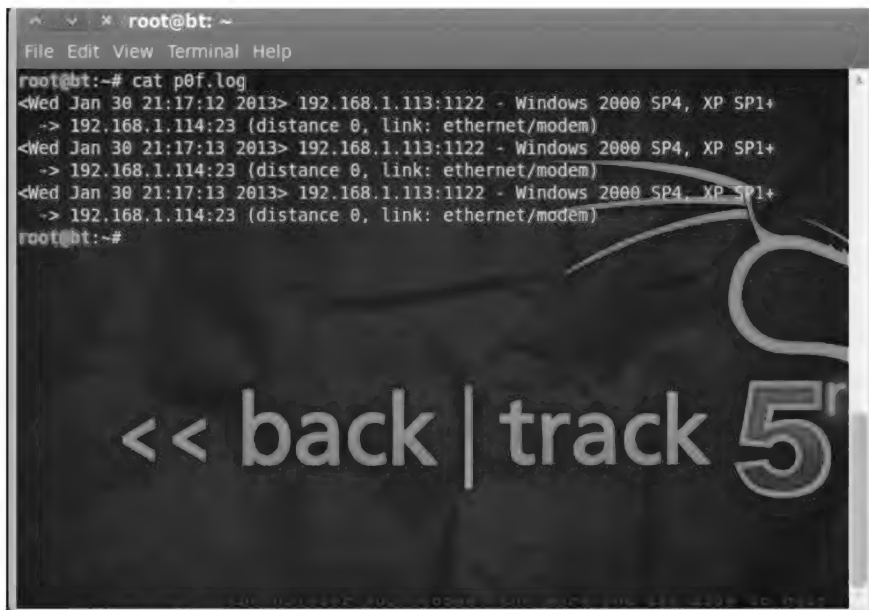 root@bt: ~
File Edit View Terminal Help
root@bt:~# cat p0f.log
<Wed Jan 30 21:17:12 2013> 192.168.1.113:1122 - Windows 2000 SP4, XP SP1+
-> 192.168.1.114:23 (distance 0, link: ethernet/modem)
<Wed Jan 30 21:17:13 2013> 192.168.1.113:1122 - Windows 2000 SP4, XP SP1+
-> 192.168.1.114:23 (distance 0, link: ethernet/modem)
<Wed Jan 30 21:17:13 2013> 192.168.1.113:1122 - Windows 2000 SP4, XP SP1+
-> 192.168.1.114:23 (distance 0, link: ethernet/modem)
root@bt:~#
<< back | track 5 r